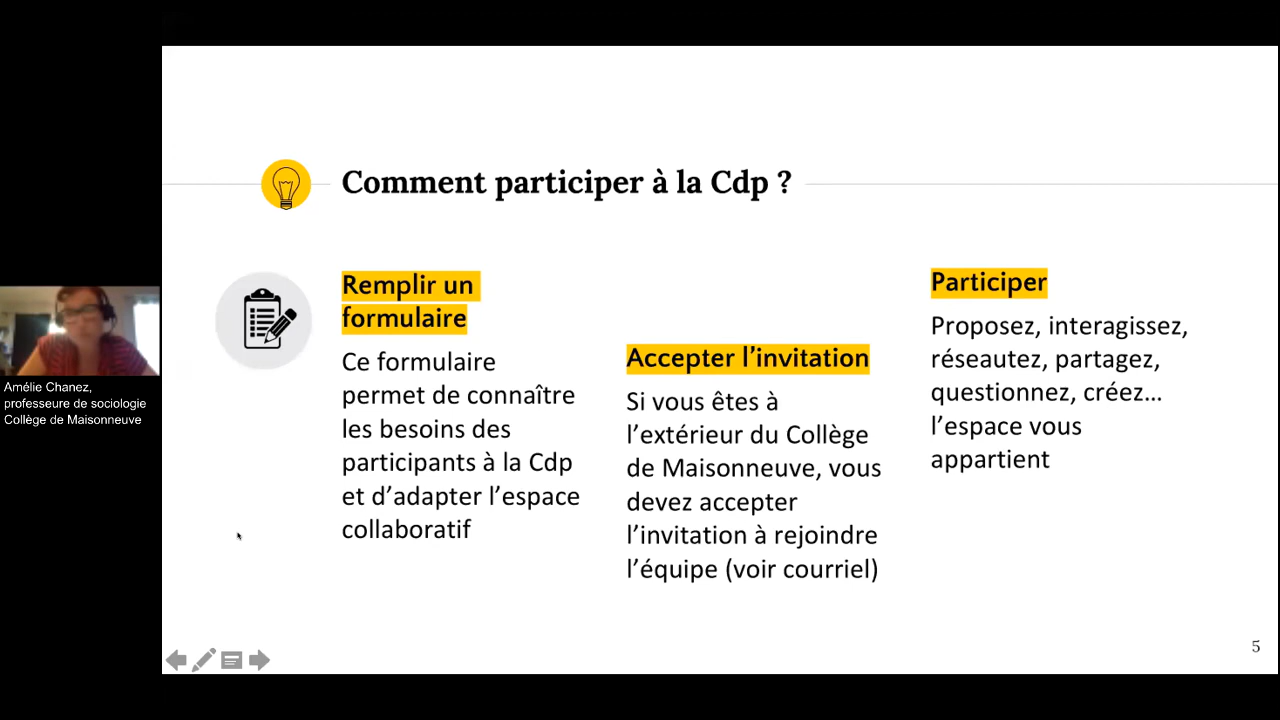 Comment participer à la Cdp ?
Remplir un
formulaire
Ce formulaire
permet de connaître
les besoins des
participants à la Cdp
et d’adapter l’espace
collaboratif
Accepter l’invitation
Si vous êtes à
l’extérieur du Collège
de Maisonneuve, vous
devez accepter
l’invitation à rejoindre
l’équipe (voir courriel)
Participer
Proposez, interagissez,
réseautez, partagez,
questionnez, créez…
l’espace vous
appartient
Amélie Chanez,
professeure de sociologie
Collège de Maisonneuve
5